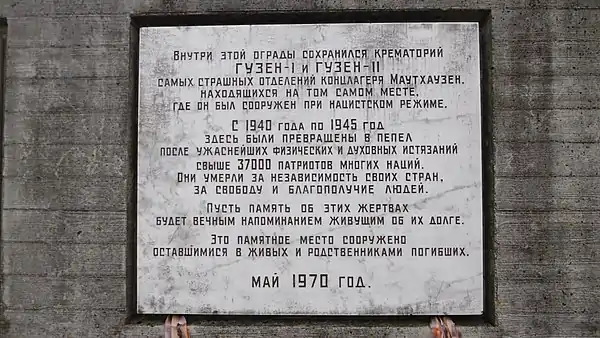 Внутри этой ограды сохранился крематорий
ГУЗЕН-I и ГУЗЕН-II
самых страшных отделений концлагеря Маутхаузен,
находящихся на том самом месте,
где он был сооружен при нацистском режиме.
С 1940 года по 1945 год
здесь были превращены в пепел
после ужаснейших физических и духовных истязаний
свыше 37000 патриотов многих наций.
Они умерли за независимость своих стран,
за свободу и благополучие людей.
Пусть память об этих жертвах
будет вечным напоминанием живущим об их долге.
Это памятное место сооружено
оставшимися в живых и родственниками погибших.
май 1970 год.